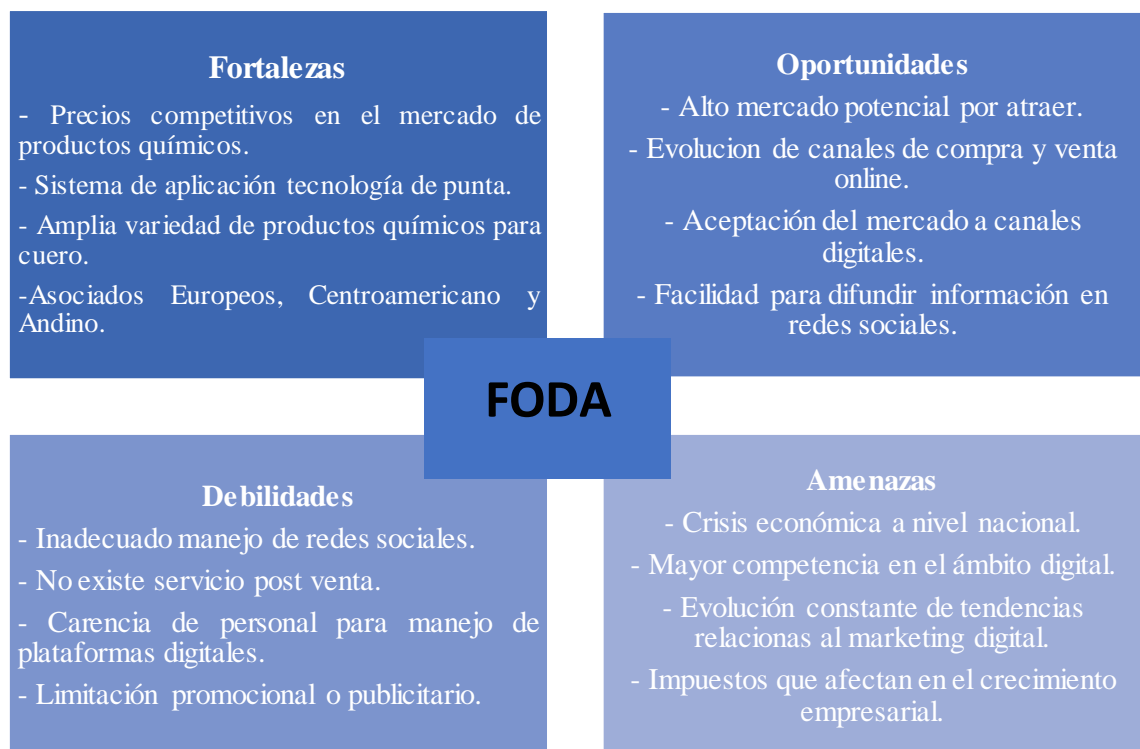 Fortalezas
- Precios competitivos en el mercado de
productos químicos.
- Sistema de aplicación tecnología de punta.
- Amplia variedad de productos químicos para
cuero.
-Asociados Europeos, Centroamericano y
Andino.
Oportunidades
- Alto mercado potencial por atraer.
- Evolucion de canales de compra y venta
online.
- Aceptación del mercado a canales
digitales.
- Facilidad para difundir información en
redes sociales.
FODA
Debilidades
- Inadecuado manejo de redes sociales.
- No existe servicio post venta.
- Carencia de personal para manejo de
plataformas digitales.
- Limitación promocional o publicitario.
Amenazas
- Crisis económica a nivel nacional.
- Mayor competencia en el ámbito digital.
- Evolución constante de tendencias
relacionas al marketing digital.
- Impuestos que afectan en el crecimiento
empresarial.